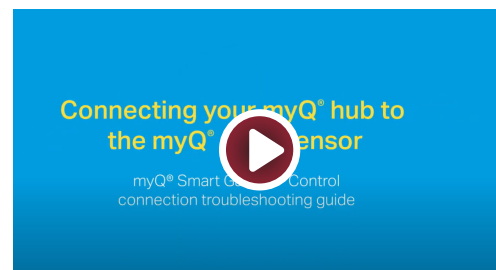 Connecting your myQ® hub to
the myQ® ensor
myQ® Smart G Control
connection troubleshooting guide